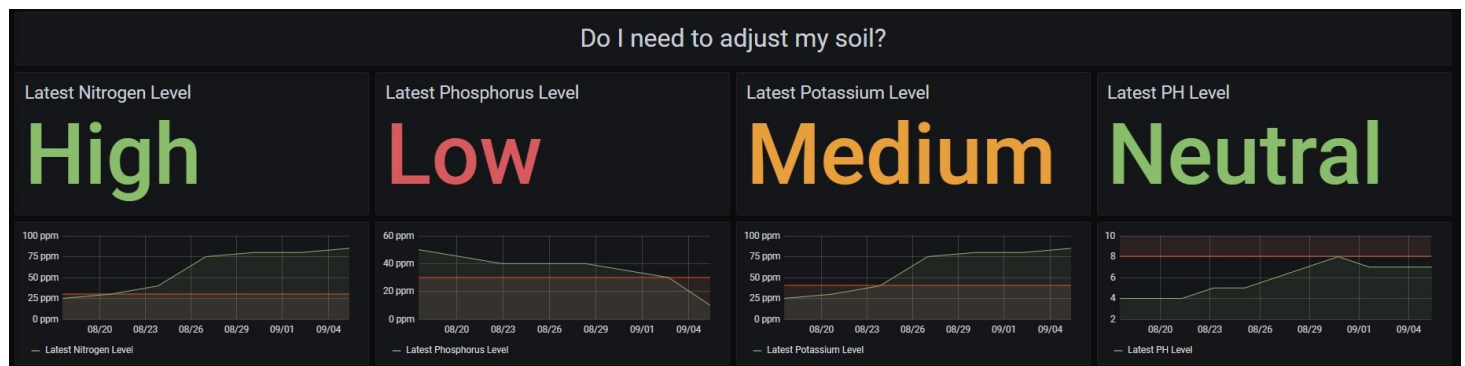 Do I need to adjust my soil?
Latest Nitrogen Level
High
Latest Phosphorus Level
Low
Latest Potassium Level
Medium
Latest PH Level
Neutral
100 ppm
75 ppm
50 ppm
25 ppm
0 ppm
08/20 08/23 08/26 08/29 09/01 09/04
Latest Nitrogen Level
60 ppm
40 ppm
20 ppm
0 ppm
08/20 08/23 08/26 08/29 09/01 09/04
Latest Phosphorus Level
100 ppm
75 ppm
50 ppm
25 ppm
0 ppm
08/20 08/23 08/26 08/29 09/01 09/04
Latest Potassium Level
10
8
6
4
2
08/20 08/23 08/26 08/29 09/01 09/04
Latest PH Level